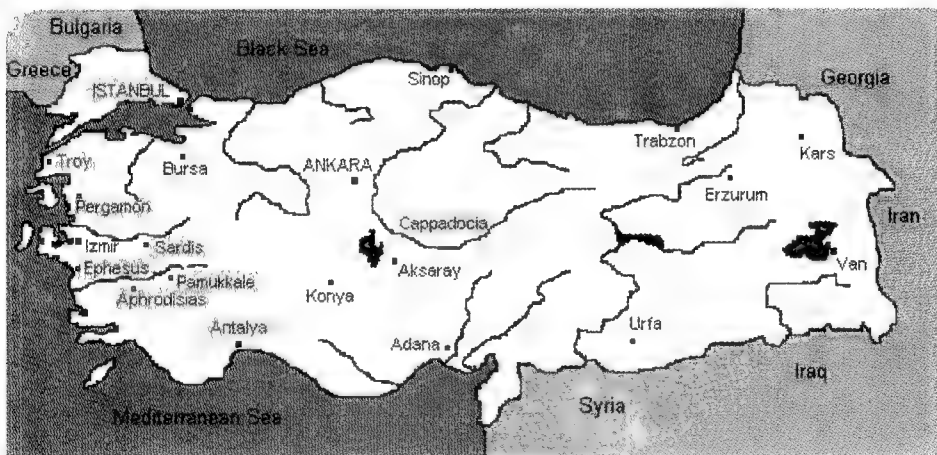 Bulgaria
Black Sea
Greece
Sinop
Georgia
ISTANBUL
Trabzon
Kars
Troy
Bursa
ANKARA
Erzurum
Pergamon
Cappadocia
Iran
Izmir
Sardis
Ephesus
Aksaray
Van
Pamukkale
Aphrodisias
Konya
Antalya
Adana
Urfa
Iraq
Syria
Mediterranean Sea